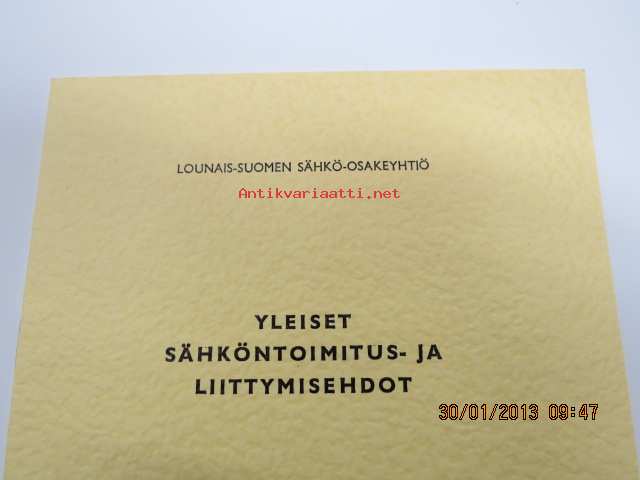 LOUNAIS-SUOMEN SÄHKÖ-OSAKEYHTIÖ
Antikvariaatti.net
YLEISET
SÄHKÖNTOIMITUS- JA
LIITTYMISEHDOT
30/01/2013 09:47